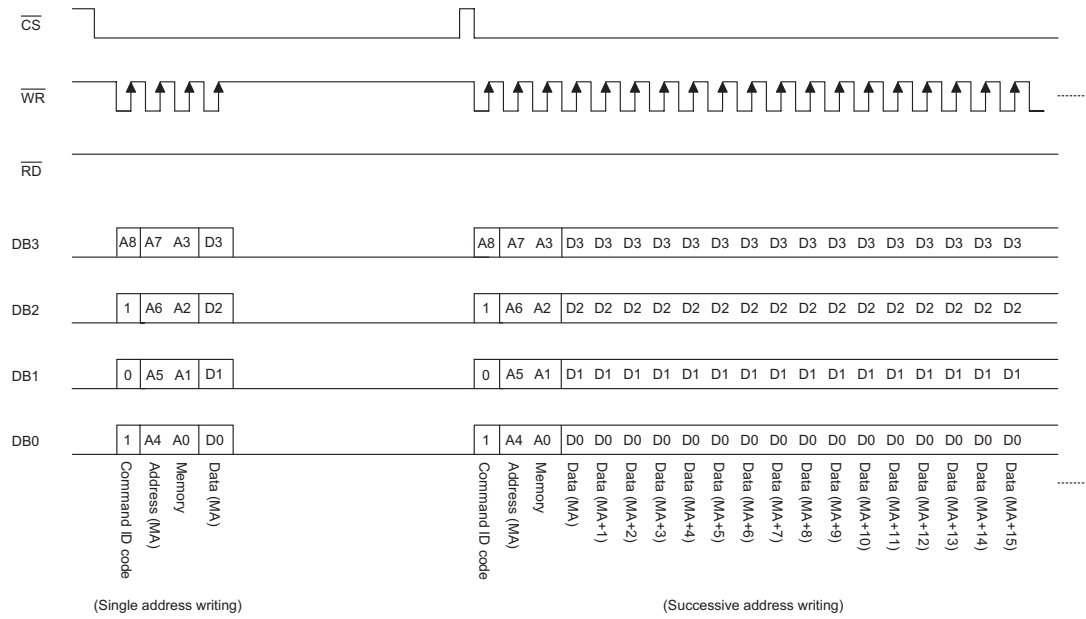 CS
WR
RD
DB3 A8 A7 A3 D3 A8 A7 A3 D3 D3 D3 D3 D3 D3 D3 D3 D3 D3 D3 D3 D3 D3 D3 D3
DB2 1 A6 A2 D2 1 A6 A2 D2 D2 D2 D2 D2 D2 D2 D2 D2 D2 D2 D2 D2 D2 D2 D2
DB1 0 A5 A1 D1 0 A5 A1 D1 D1 D1 D1 D1 D1 D1 D1 D1 D1 D1 D1 D1 D1 D1 D1
DB0 1 A4 A0 D0 1 A4 A0 D0 D0 D0 D0 D0 D0 D0 D0 D0 D0 D0 D0 D0 D0 D0 D0
Command ID code
Address (MA)
Memory
Data (MA)
Command ID code
Address (MA)
Memory
Data (MA)
Data (MA+1)
Data (MA+2)
Data (MA+3)
Data (MA+4)
Data (MA+5)
Data (MA+6)
Data (MA+7)
Data (MA+8)
Data (MA+9)
Data (MA+10)
Data (MA+11)
Data (MA+12)
Data (MA+13)
Data (MA+14)
Data (MA+15)
(Single address writing)
(Successive address writing)